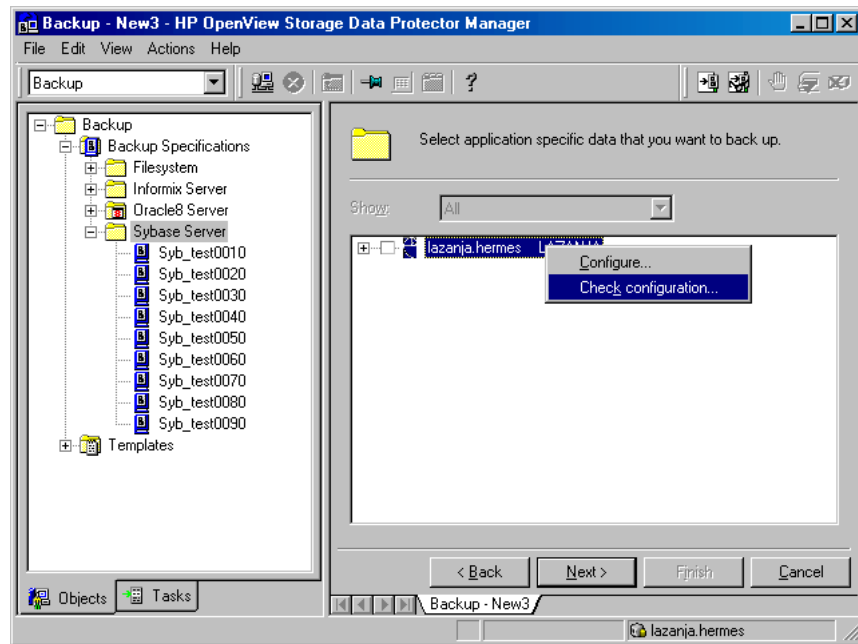 Backup - New3 - HP OpenView Storage Data Protector Manager
File Edit View Actions Help
Backup
?
Backup
Backup Specifications
Filesystem
Informix Server
Oracle8 Server
Sybase Server
Syb_test0010
Syb_test0020
Syb_test0030
Syb_test0040
Syb_test0050
Syb_test0060
Syb_test0070
Syb_test0080
Syb_test0090
Templates
Objects Tasks
Select application specific data that you want to back up.
Show: All
lazanja.hermes LAZANJA
Configure...
Check configuration...
< Back Next > Finish Cancel
Backup - New3
lazanja.hermes